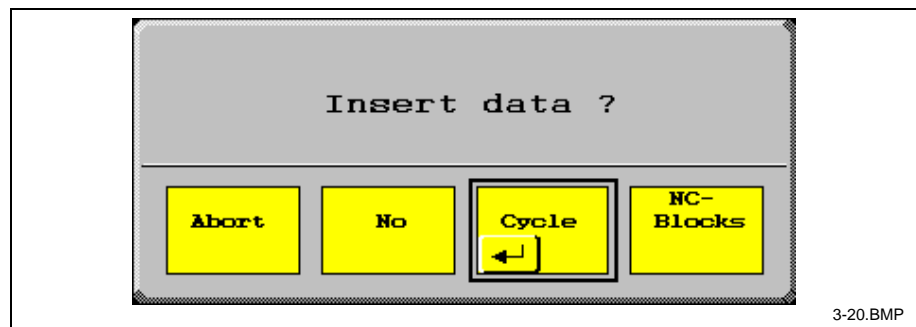 Insert data ?
Abort
No
Cycle
NC-
Blocks
3-20.BMP